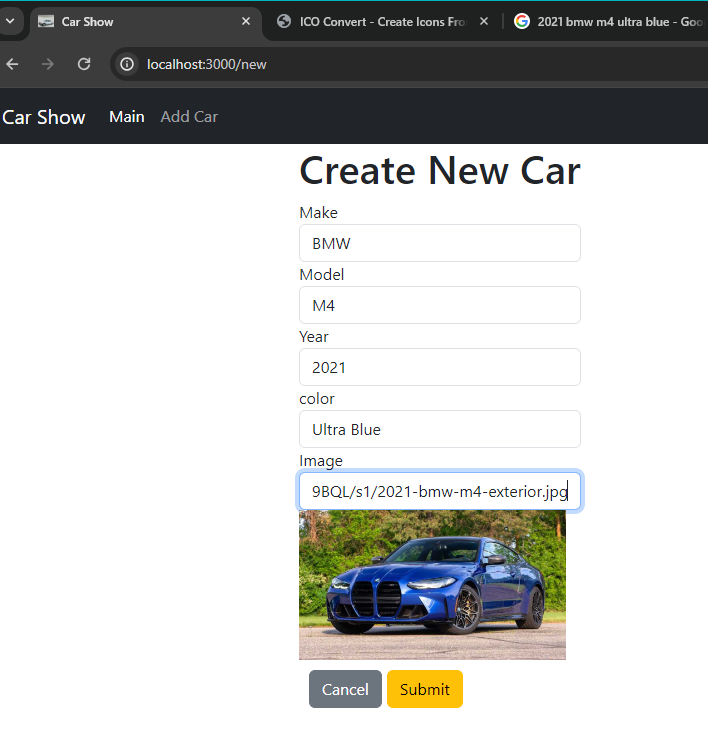 Car Show
ICO Convert - Create Icons Fro
2021 bmw m4 ultra blue - Goo
localhost:3000/new
Car Show Main Add Car
Create New Car
Make
BMW
Model
M4
Year
2021
color
Ultra Blue
Image
9BQL/s1/2021-bmw-m4-exterior.jpg
Cancel Submit